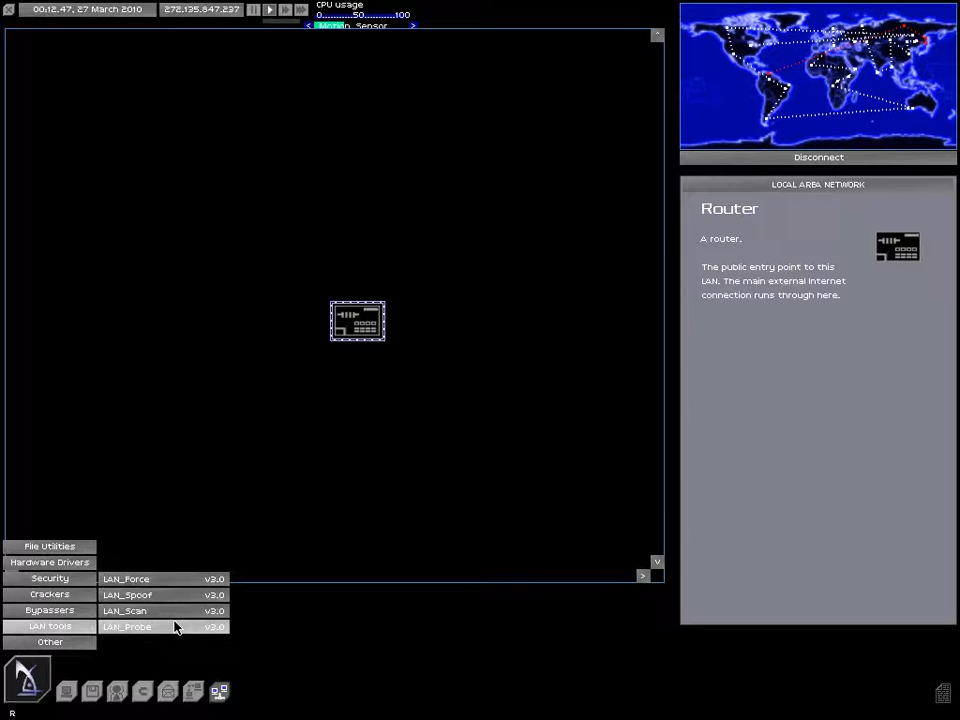 00:12.47, 27 March 2010
272.135.847.237
CPU usage
0..........50..........100
< Motion_Sensor >
Disconnect
LOCAL AREA NETWORK
Router
A router.
The public entry point to this
LAN. The main external Internet
connection runs through here.
File Utilities
Hardware Drivers
Security
LAN_Force v3.0
Crackers
LAN_Spoof v3.0
Bypassers
LAN_Scan v3.0
LAN tools
LAN_Probe v3.0
Other
R